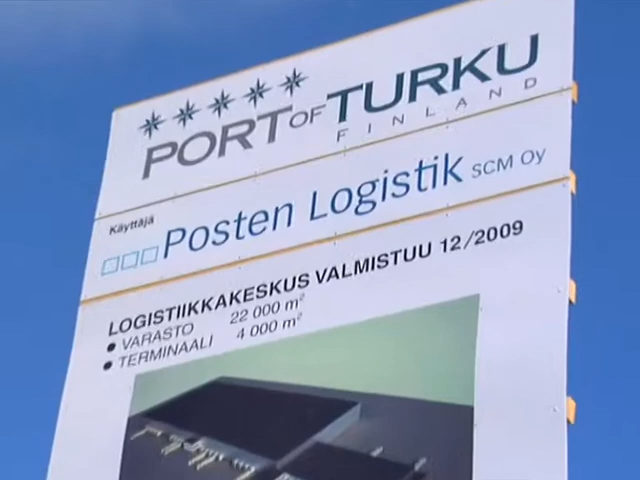 PORT OF TURKU
FINLAND
Käyttäjä
Posten Logistik SCM Oy
LOGISTIIKKAKESKUS VALMISTUU 12/2009
● VARASTO 22 000 m²
● TERMINAALI 4 000 m²